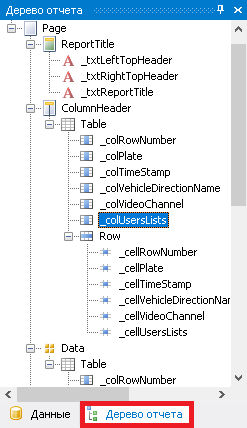 Дерево отчета
Page
ReportTitle
_txtLeftTopHeader
_txtRightTopHeader
_txtReportTitle
ColumnHeader
Table
_colRowNumber
_colPlate
_colTimeStamp
_colVehicleDirectionName
_colVideoChannel
_colUsersLists
Row
_cellRowNumber
_cellPlate
_cellTimeStamp
_cellVehicleDirectionNa
_cellVideoChannel
_cellUsersLists
Data
Table
_colRowNumber
Данные Дерево отчета